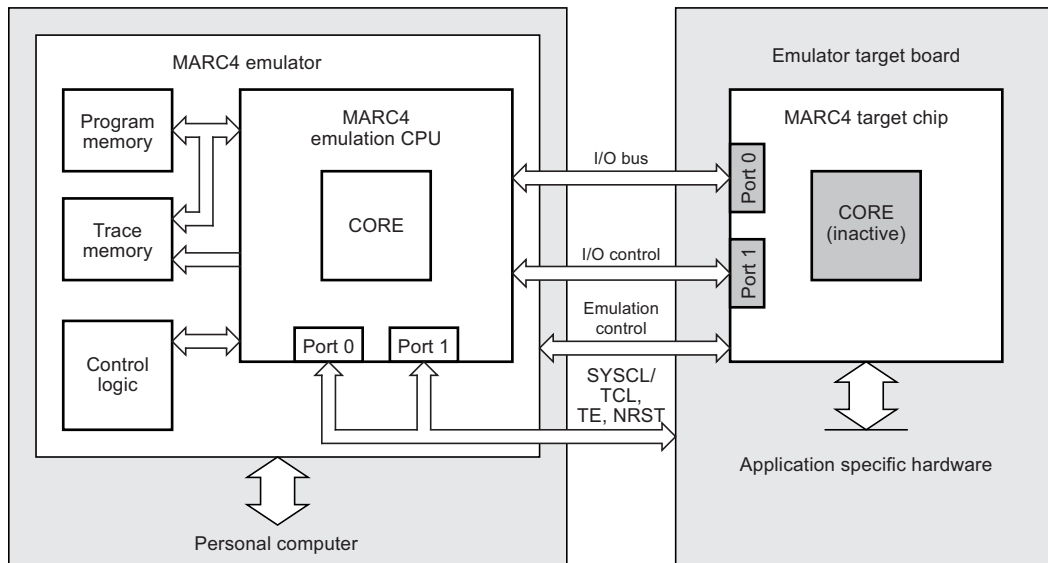 MARC4 emulator
Program
memory
Trace
memory
Control
logic
MARC4
emulation CPU
CORE
Port 0
Port 1
Personal computer
I/O bus
I/O control
Emulation
control
SYSCL/
TCL,
TE, NRST
Emulator target board
MARC4 target chip
Port 0
Port 1
CORE
(inactive)
Application specific hardware